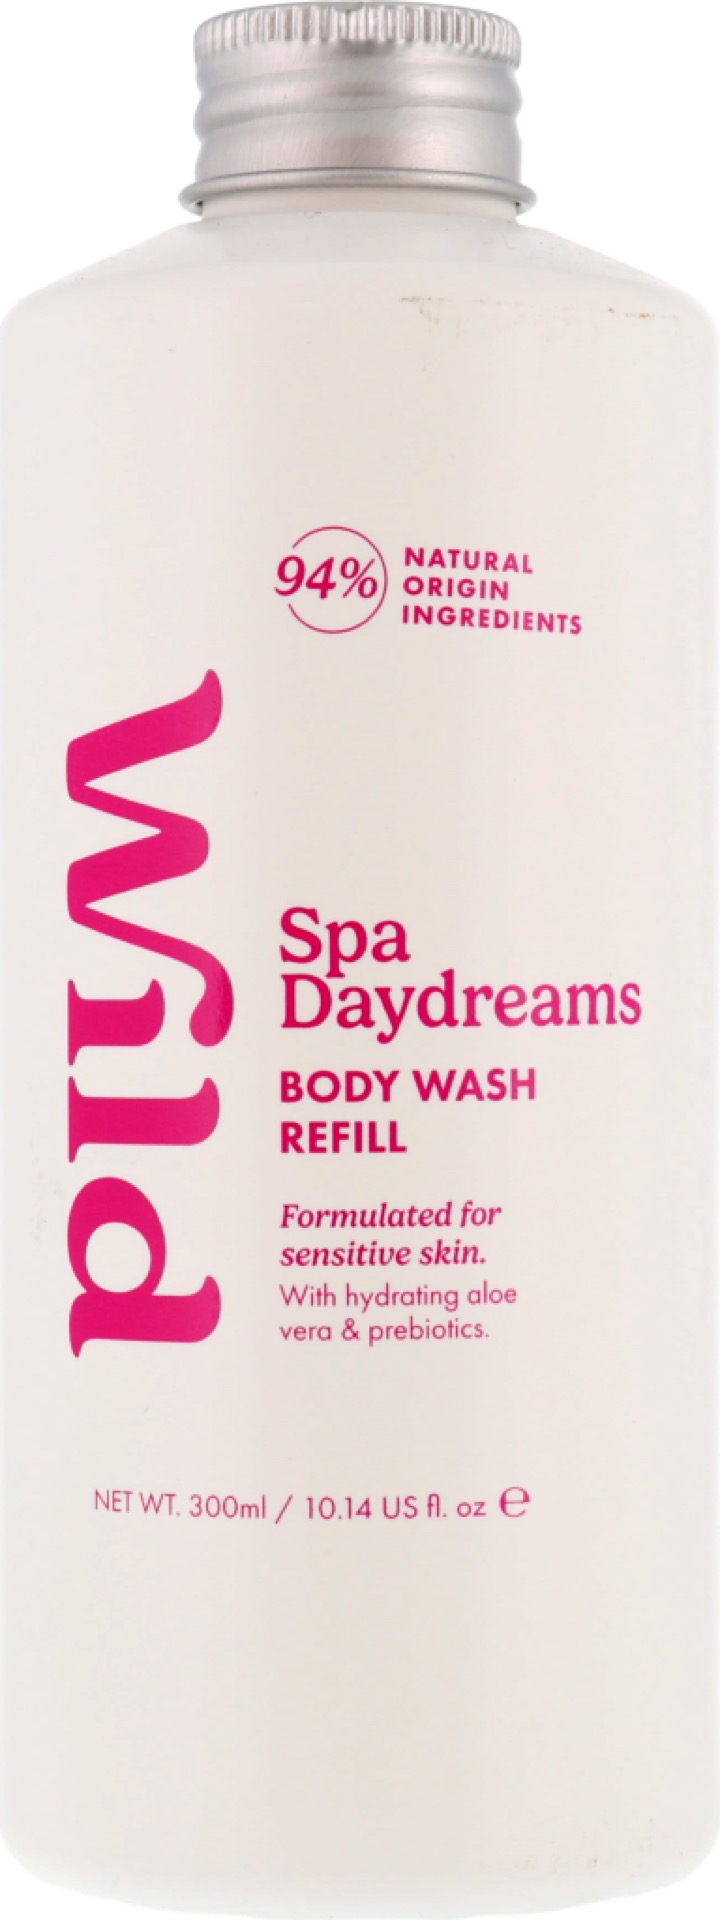 94%
NATURAL
ORIGIN
INGREDIENTS
Wild
Spa
Daydreams
BODY WASH
REFILL
Formulated for
sensitive skin.
With hydrating aloe
vera & prebiotics.
NET WT. 300ml / 10.14 US fl. oz ℮